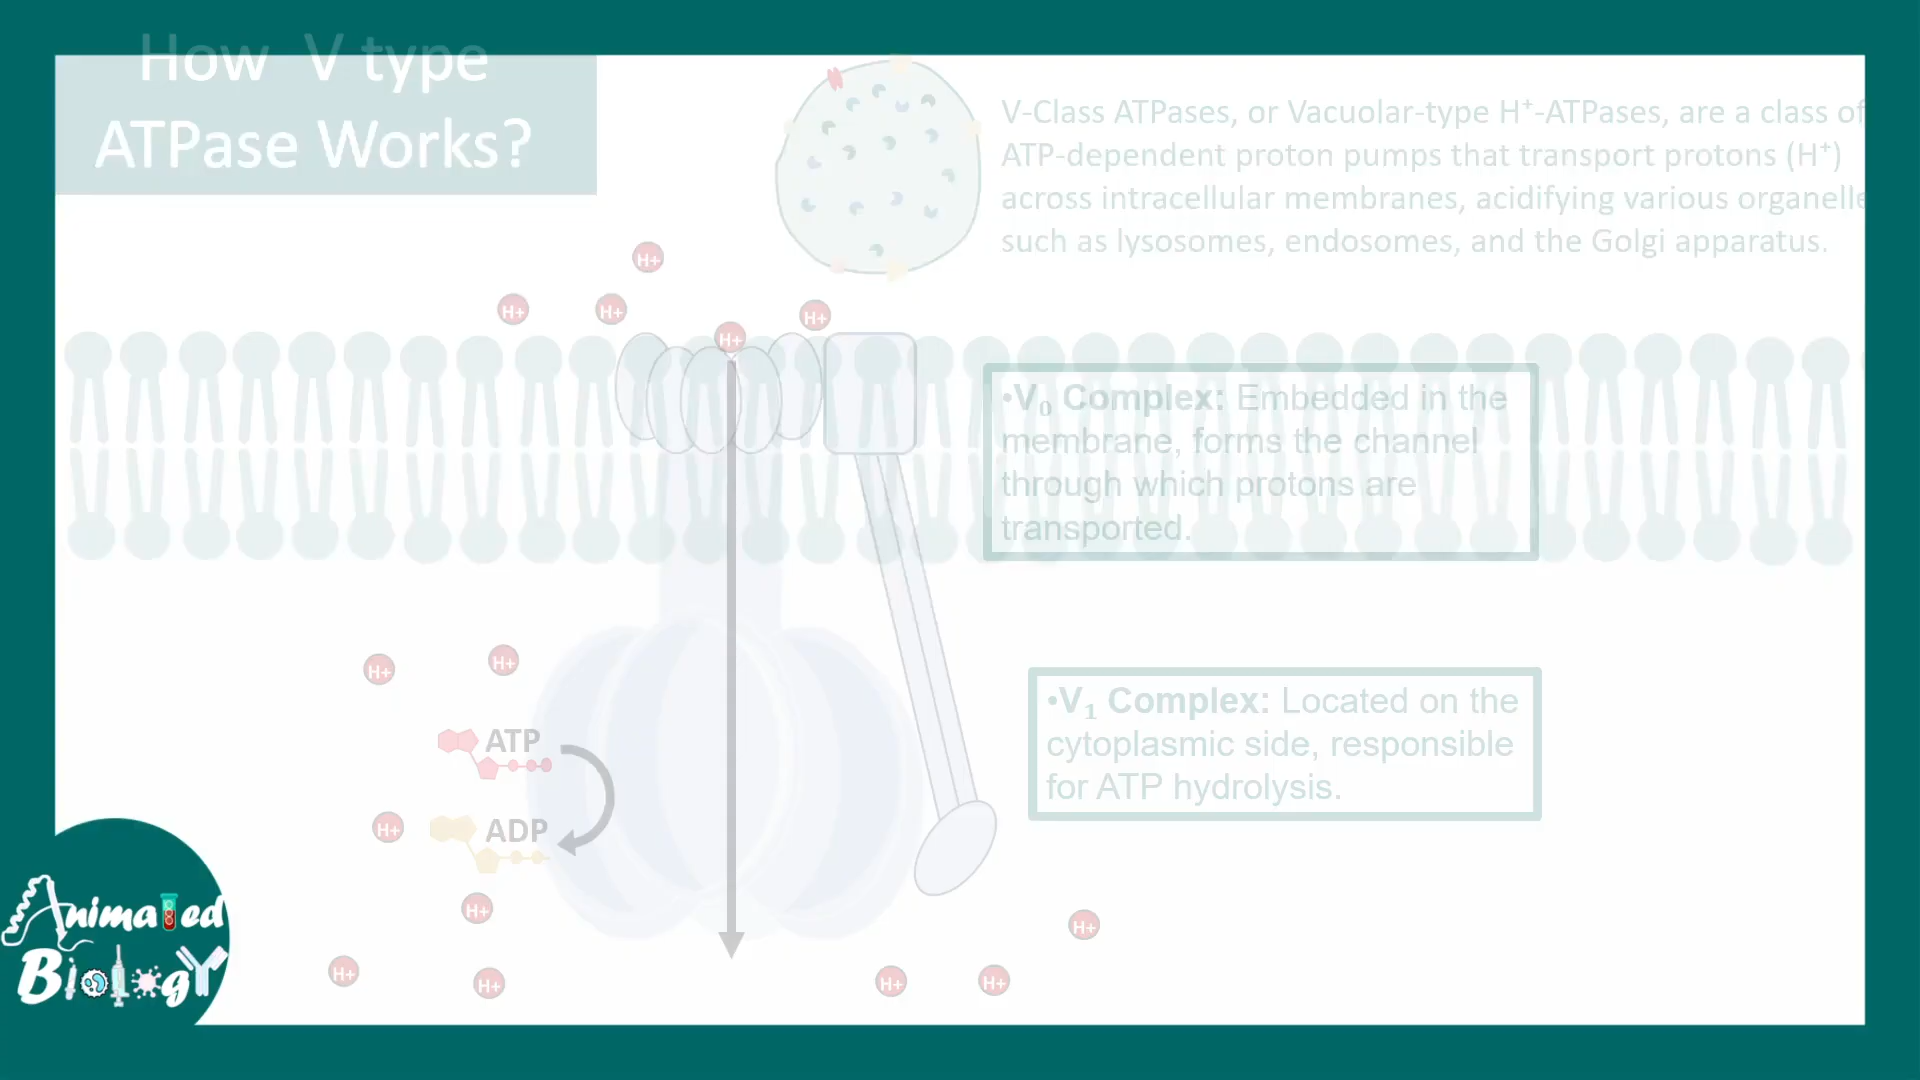 How V type
ATPase Works?
V-Class ATPases, or Vacuolar-type H⁺-ATPases, are a class of
ATP-dependent proton pumps that transport protons (H⁺)
across intracellular membranes, acidifying various organelle
such as lysosomes, endosomes, and the Golgi apparatus.
H+
H+
H+
H+
H+
•V₀ Complex: Embedded in the
membrane, forms the channel
through which protons are
transported.
H+
H+
•V₁ Complex: Located on the
cytoplasmic side, responsible
for ATP hydrolysis.
ATP
H+
ADP
H+
H+
H+
H+
H+
H+
Animated
Biology